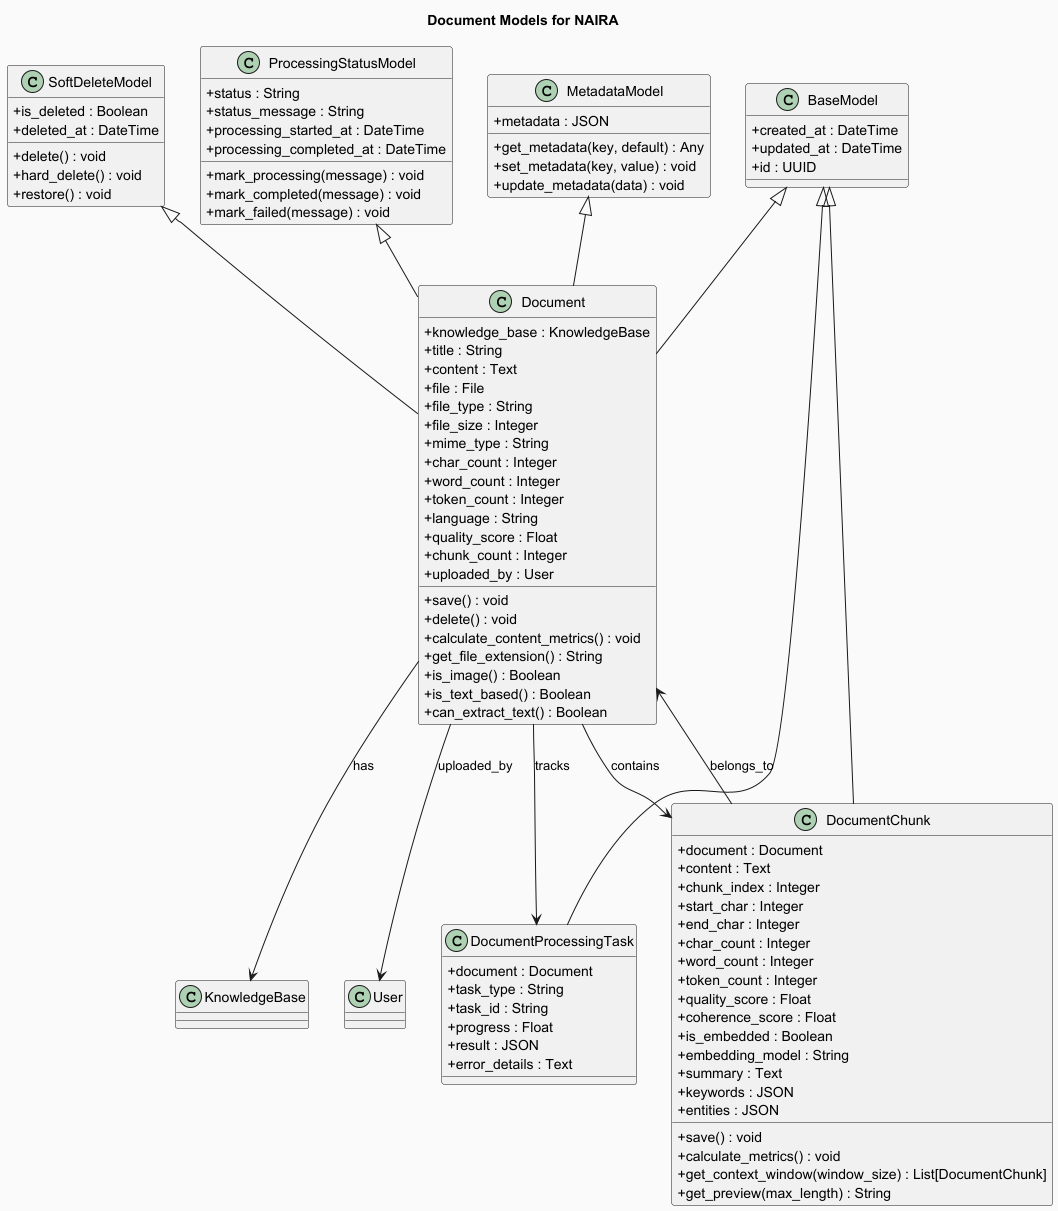 Document Models for NAIRA
C SoftDeleteModel
+is_deleted : Boolean
+deleted_at : DateTime
+delete() : void
+hard_delete() : void
+restore() : void
C ProcessingStatusModel
+status : String
+status_message : String
+processing_started_at : DateTime
+processing_completed_at : DateTime
+mark_processing(message) : void
+mark_completed(message) : void
+mark_failed(message) : void
C MetadataModel
+metadata : JSON
+get_metadata(key, default) : Any
+set_metadata(key, value) : void
+update_metadata(data) : void
C BaseModel
+created_at : DateTime
+updated_at : DateTime
+id : UUID
C Document
+knowledge_base : KnowledgeBase
+title : String
+content : Text
+file : File
+file_type : String
+file_size : Integer
+mime_type : String
+char_count : Integer
+word_count : Integer
+token_count : Integer
+language : String
+quality_score : Float
+chunk_count : Integer
+uploaded_by : User
+save() : void
+delete() : void
+calculate_content_metrics() : void
+get_file_extension() : String
+is_image() : Boolean
+is_text_based() : Boolean
+can_extract_text() : Boolean
has
uploaded_by
tracks
contains
belongs_to
C KnowledgeBase
C User
C DocumentProcessingTask
+document : Document
+task_type : String
+task_id : String
+progress : Float
+result : JSON
+error_details : Text
C DocumentChunk
+document : Document
+content : Text
+chunk_index : Integer
+start_char : Integer
+end_char : Integer
+char_count : Integer
+word_count : Integer
+token_count : Integer
+quality_score : Float
+coherence_score : Float
+is_embedded : Boolean
+embedding_model : String
+summary : Text
+keywords : JSON
+entities : JSON
+save() : void
+calculate_metrics() : void
+get_context_window(window_size) : List[DocumentChunk]
+get_preview(max_length) : String